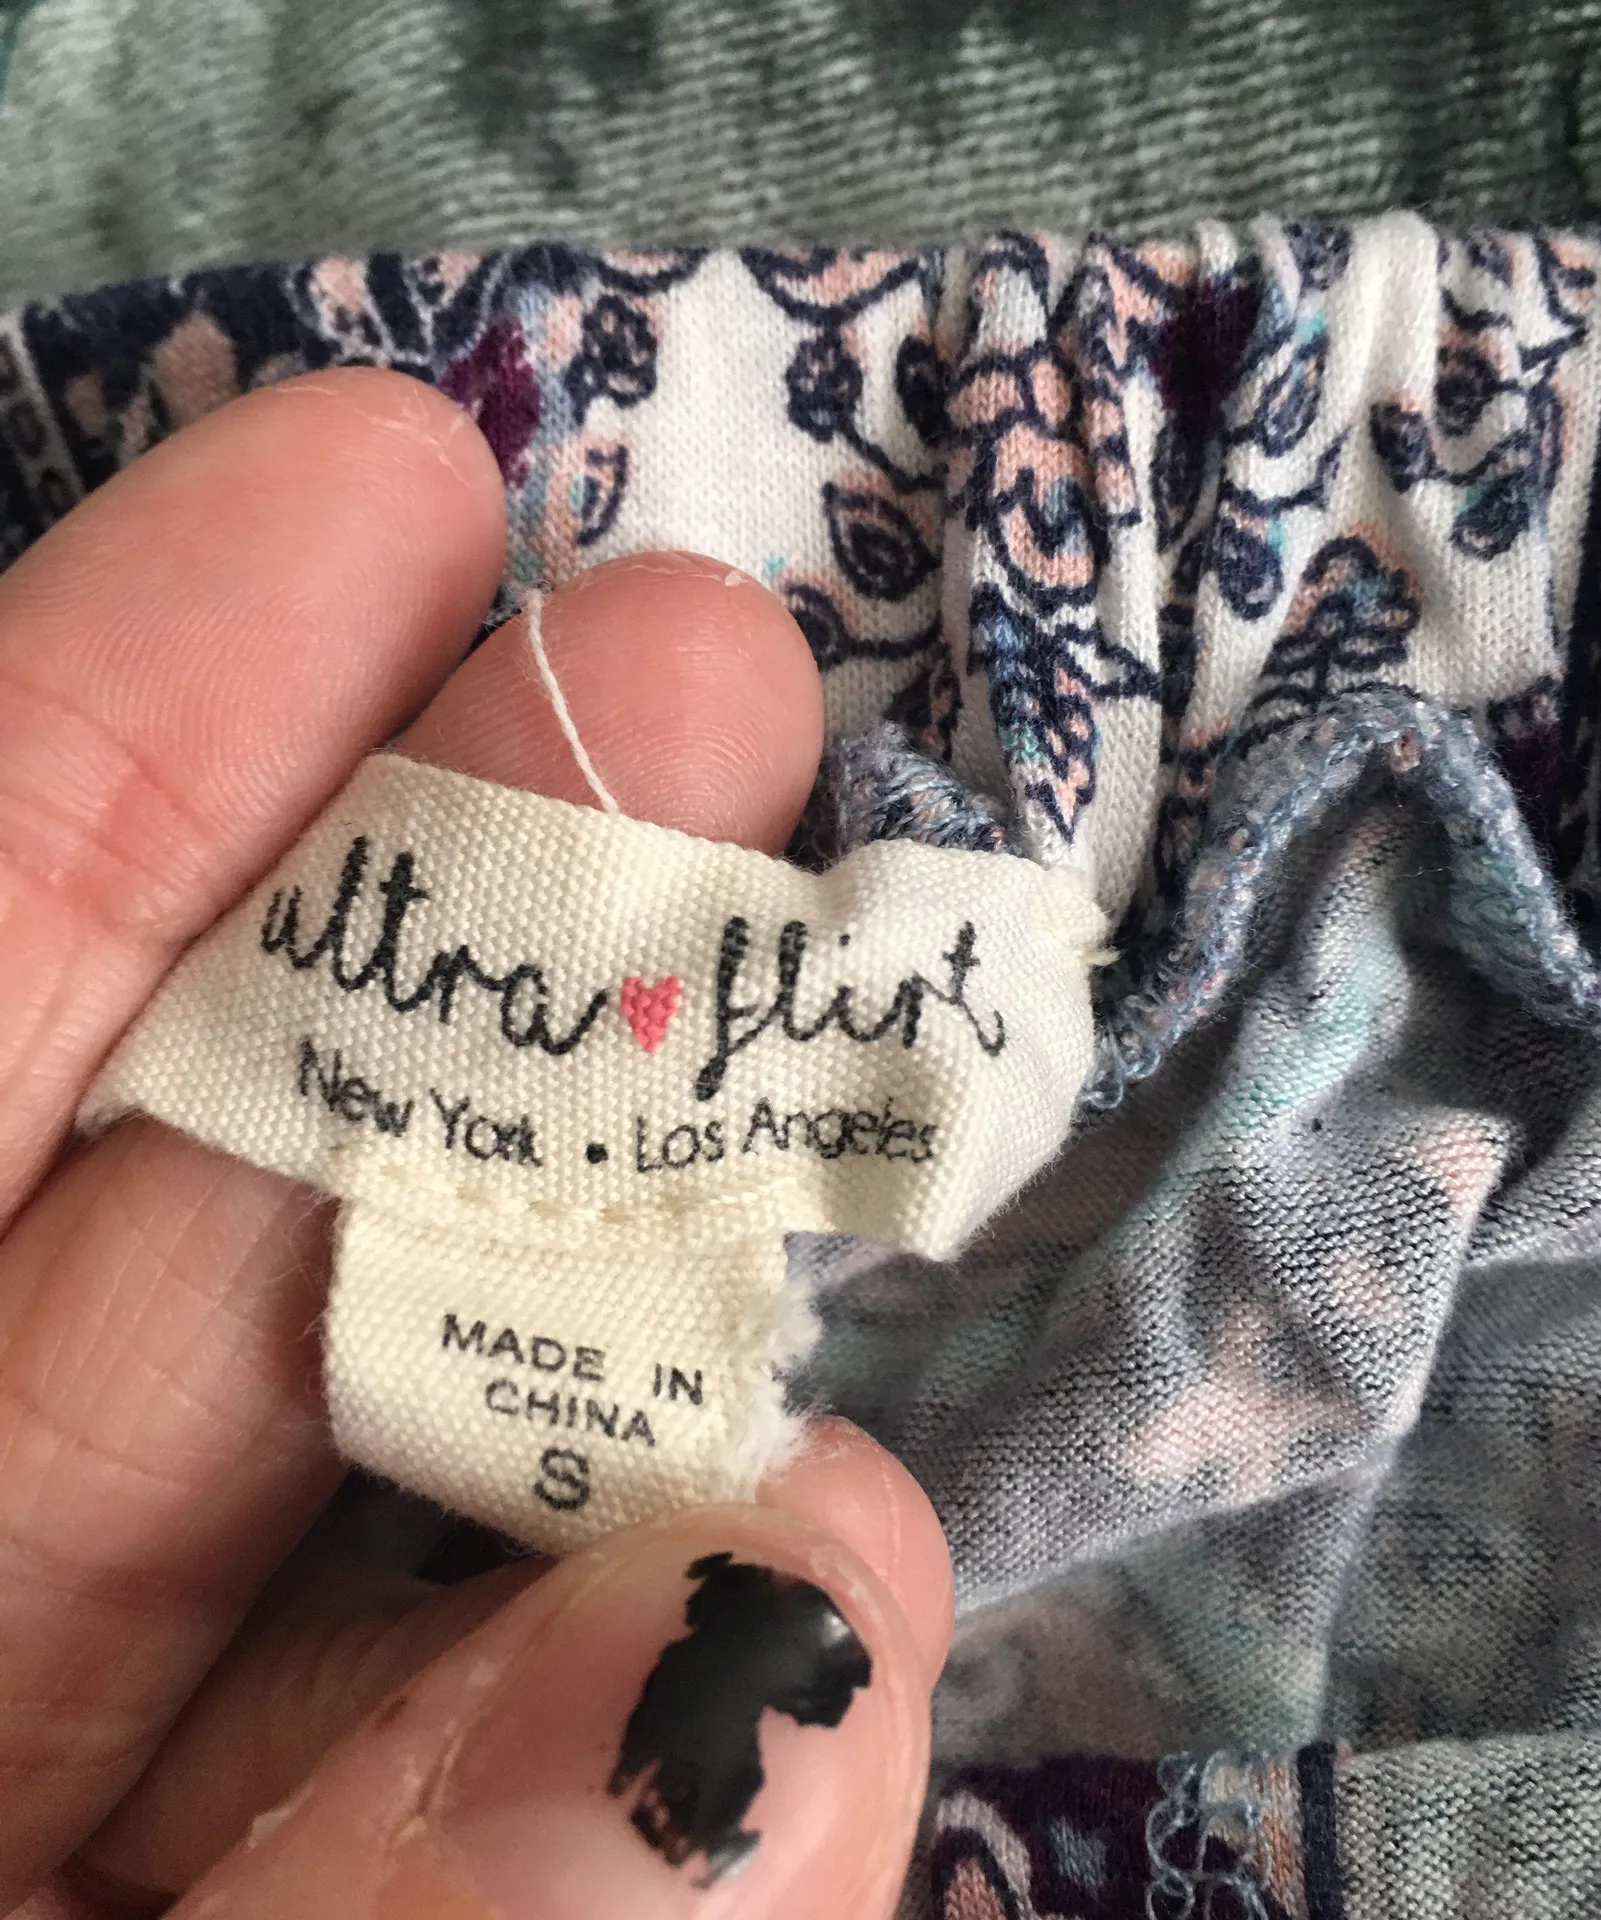 ultra flirt
New York • Los Angeles
MADE IN
CHINA
S